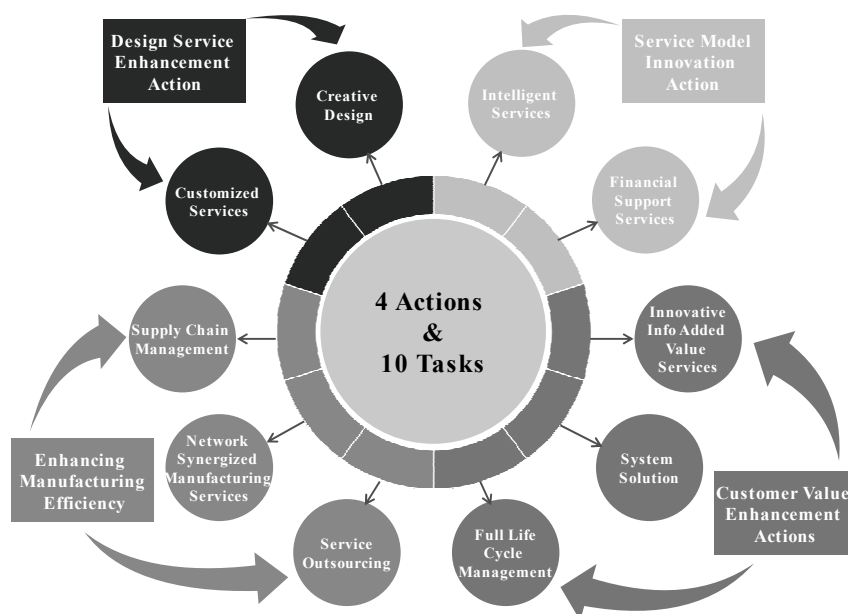 Design Service
Enhancement
Action
Creative
Design
Customized
Services
Intelligent
Services
Service Model
Innovation
Action
Financial
Support
Services
4 Actions
&
10 Tasks
Supply Chain
Management
Innovative
Info Added
Value
Services
Network
Synergized
Manufacturing
Services
System
Solution
Enhancing
Manufacturing
Efficiency
Customer Value
Enhancement
Actions
Service
Outsourcing
Full Life
Cycle
Management